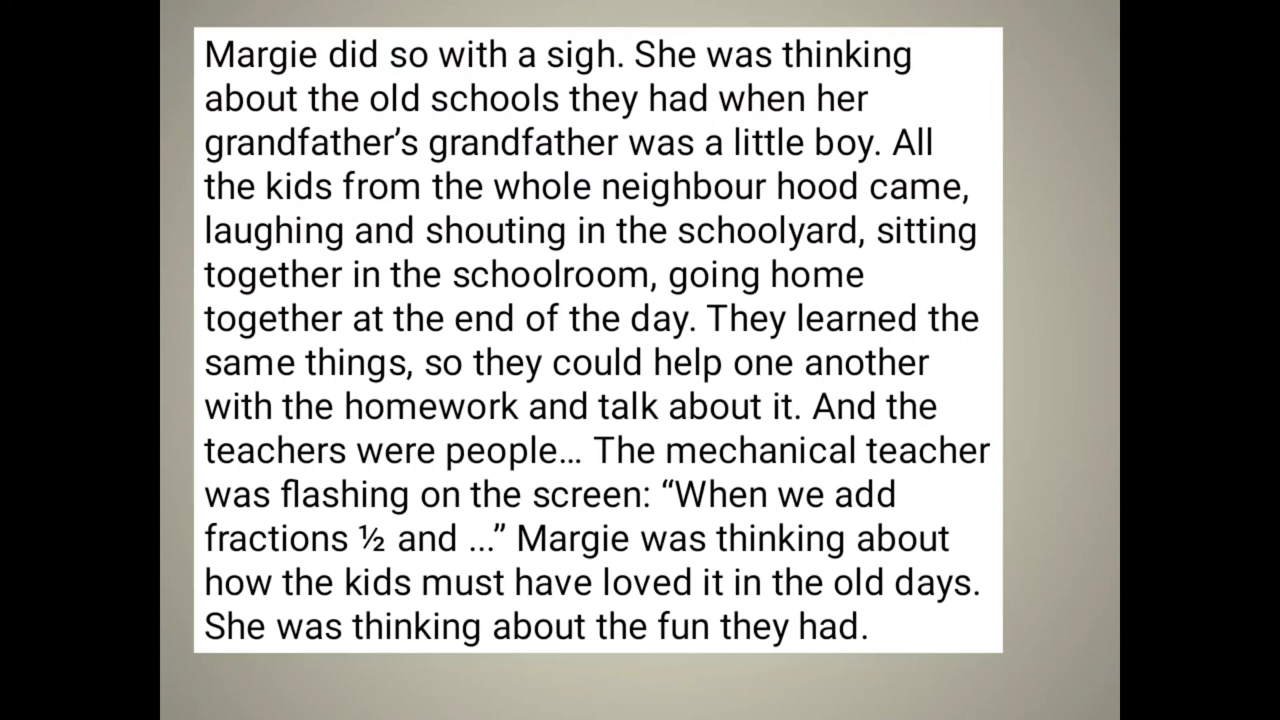 Margie did so with a sigh. She was thinking
about the old schools they had when her
grandfather’s grandfather was a little boy. All
the kids from the whole neighbour hood came,
laughing and shouting in the schoolyard, sitting
together in the schoolroom, going home
together at the end of the day. They learned the
same things, so they could help one another
with the homework and talk about it. And the
teachers were people… The mechanical teacher
was flashing on the screen: “When we add
fractions ½ and ...” Margie was thinking about
how the kids must have loved it in the old days.
She was thinking about the fun they had.